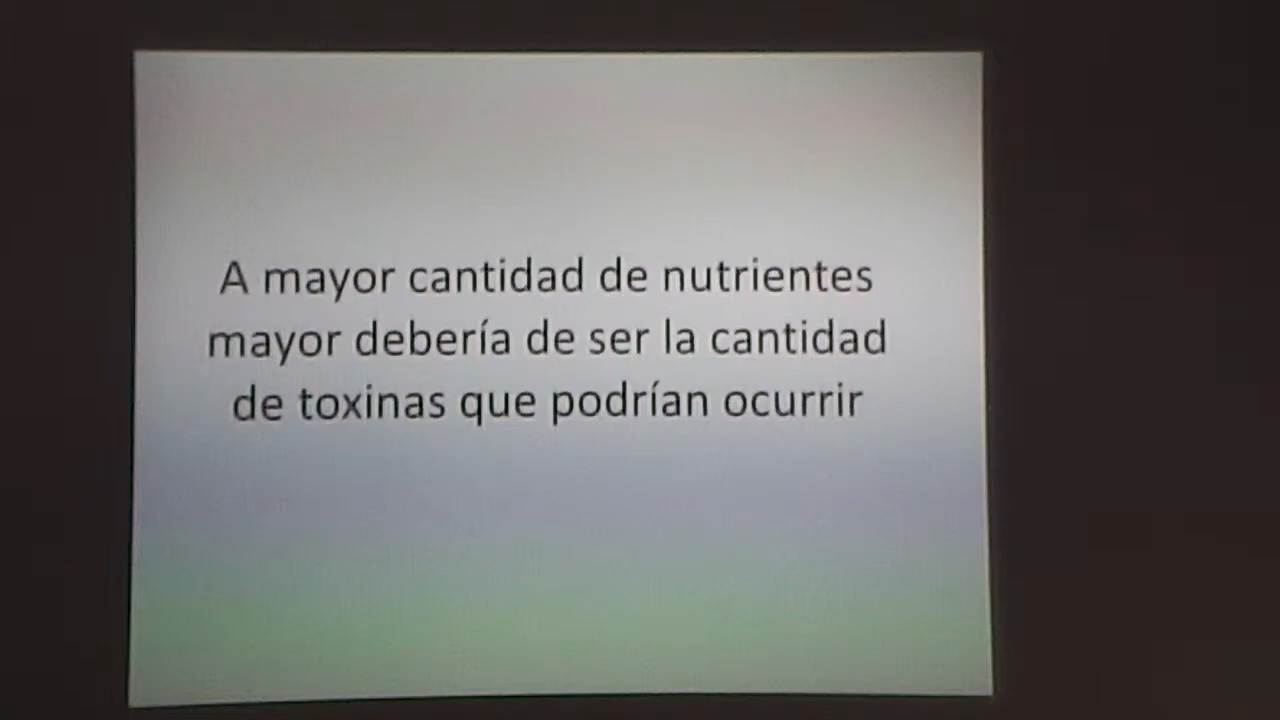 A mayor cantidad de nutrientes
mayor debería de ser la cantidad
de toxinas que podrían ocurrir